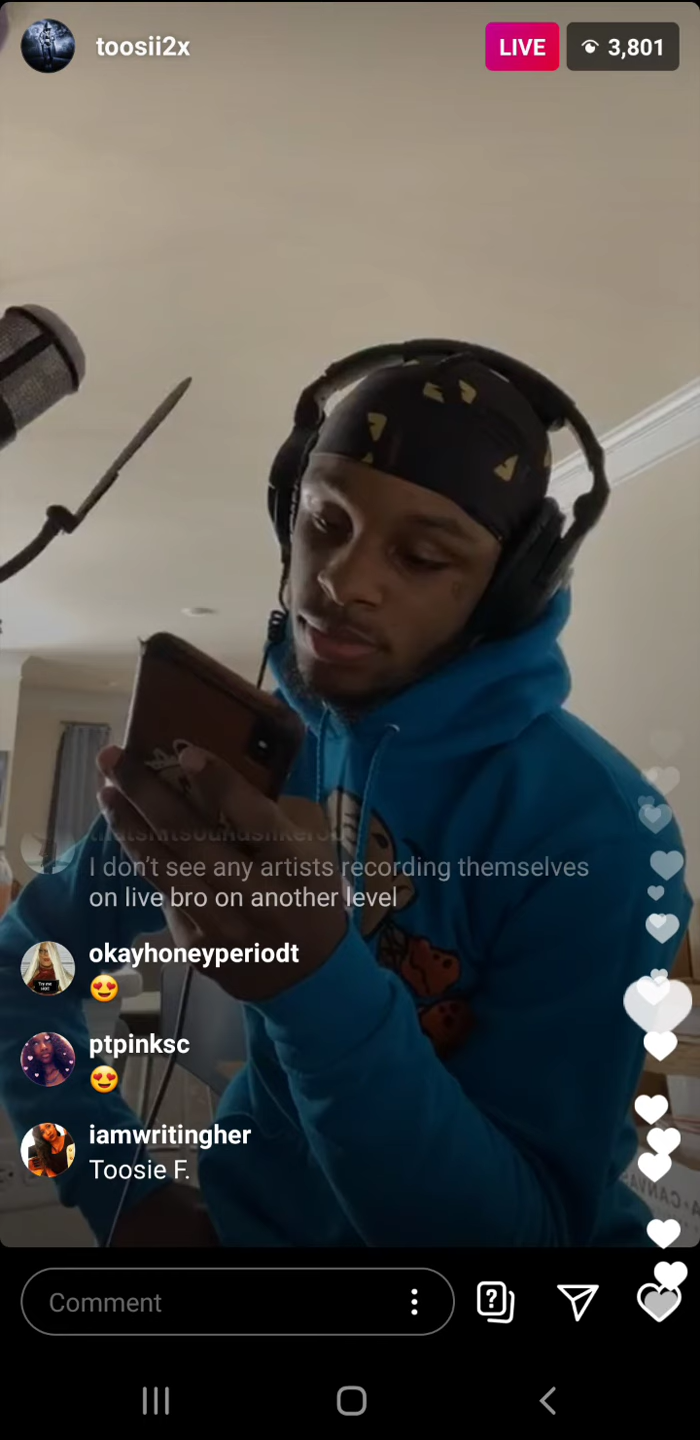 toosii2x
LIVE
3,801
I don't see any artists recording themselves
on live bro on another level
okayhoneyperiodt
😍
ptpinksc
😍
iamwritingher
Toosie F.
Comment